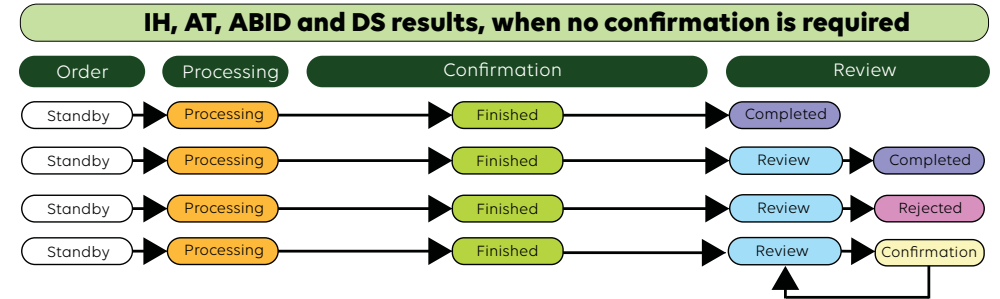 IH, AT, ABID and DS results, when no confirmation is required
Order Processing Confirmation Review
Standby Processing Finished Completed
Standby Processing Finished Review Completed
Standby Processing Finished Review Rejected
Standby Processing Finished Review Confirmation